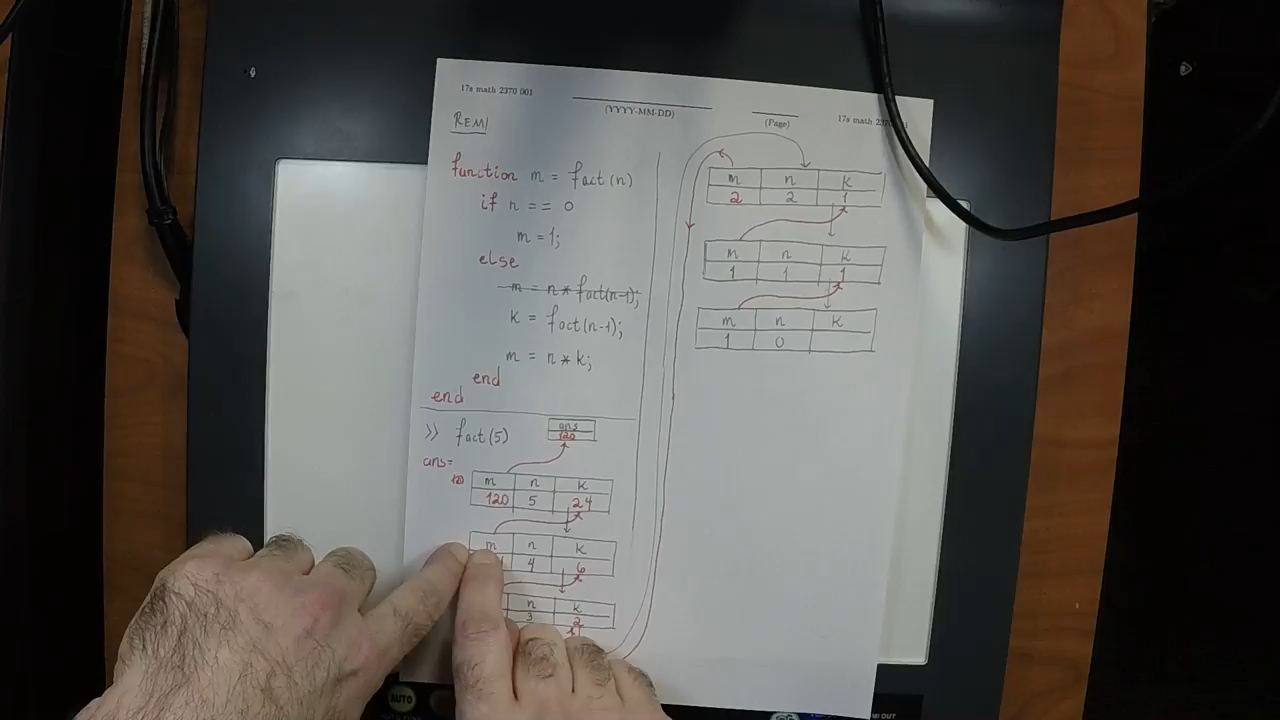 17s math 2370 001
(YYYY-MM-DD)
(Page)
17s math
REM/
function m = fact(n)
if n == 0
m = 1;
else
m = n * fact(n-1);
k = fact(n-1);
m = n * k;
end
end
>> fact(5)
ans
120
ans=
120
m n k
120 5 24
m n k
4 6
n k
3 2
m n k
2 2 1
m n k
1 1 1
m n k
1 0
AUTO
OUT